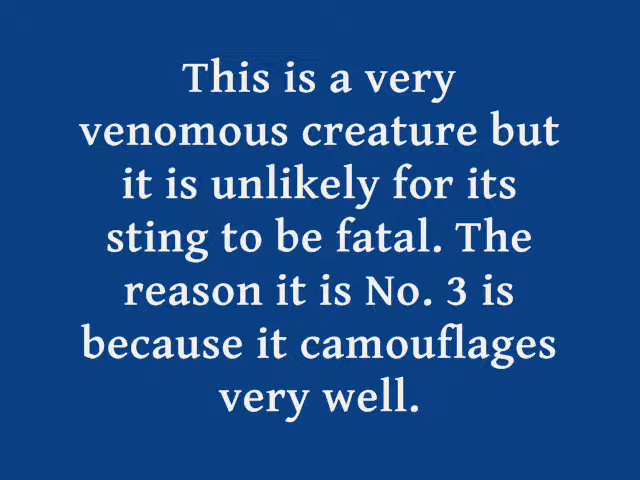 This is a very
venomous creature but
it is unlikely for its
sting to be fatal. The
reason it is No. 3 is
because it camouflages
very well.